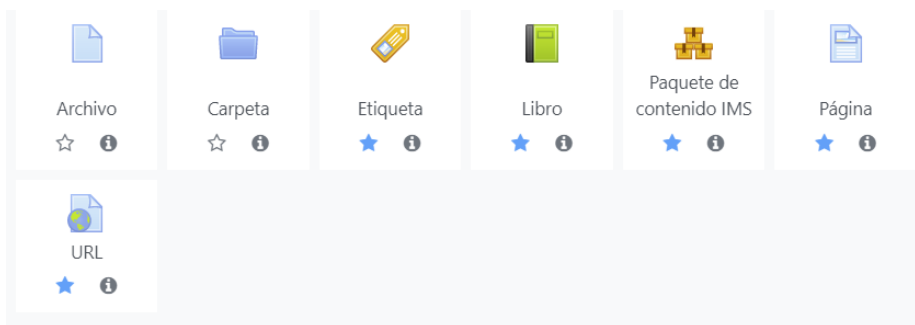 Archivo
Carpeta
Etiqueta
Libro
Paquete de
contenido IMS
Página
URL